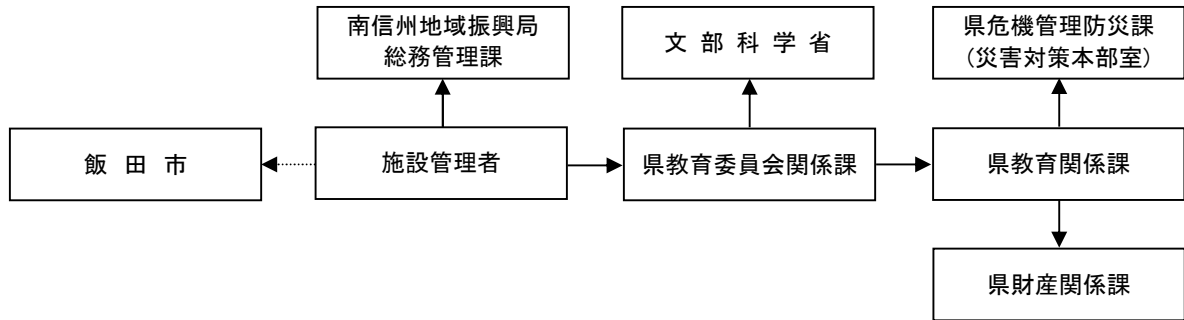 南信州地域振興局
総務管理課
文 部 科 学 省
県危機管理防災課
(災害対策本部室)
飯 田 市
施設管理者
県教育委員会関係課
県教育関係課
県財産関係課